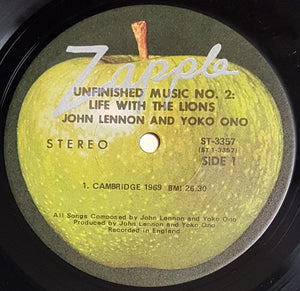 Zapple
UNFINISHED MUSIC NO. 2:
LIFE WITH THE LIONS
JOHN LENNON AND YOKO ONO
STEREO
ST-3357
(ST 1-3357)
SIDE 1
1. CAMBRIDGE 1969 BMI 26:30
All Songs Composed by John Lennon and Yoko Ono
Produced by John Lennon and Yoko Ono
Recorded in England